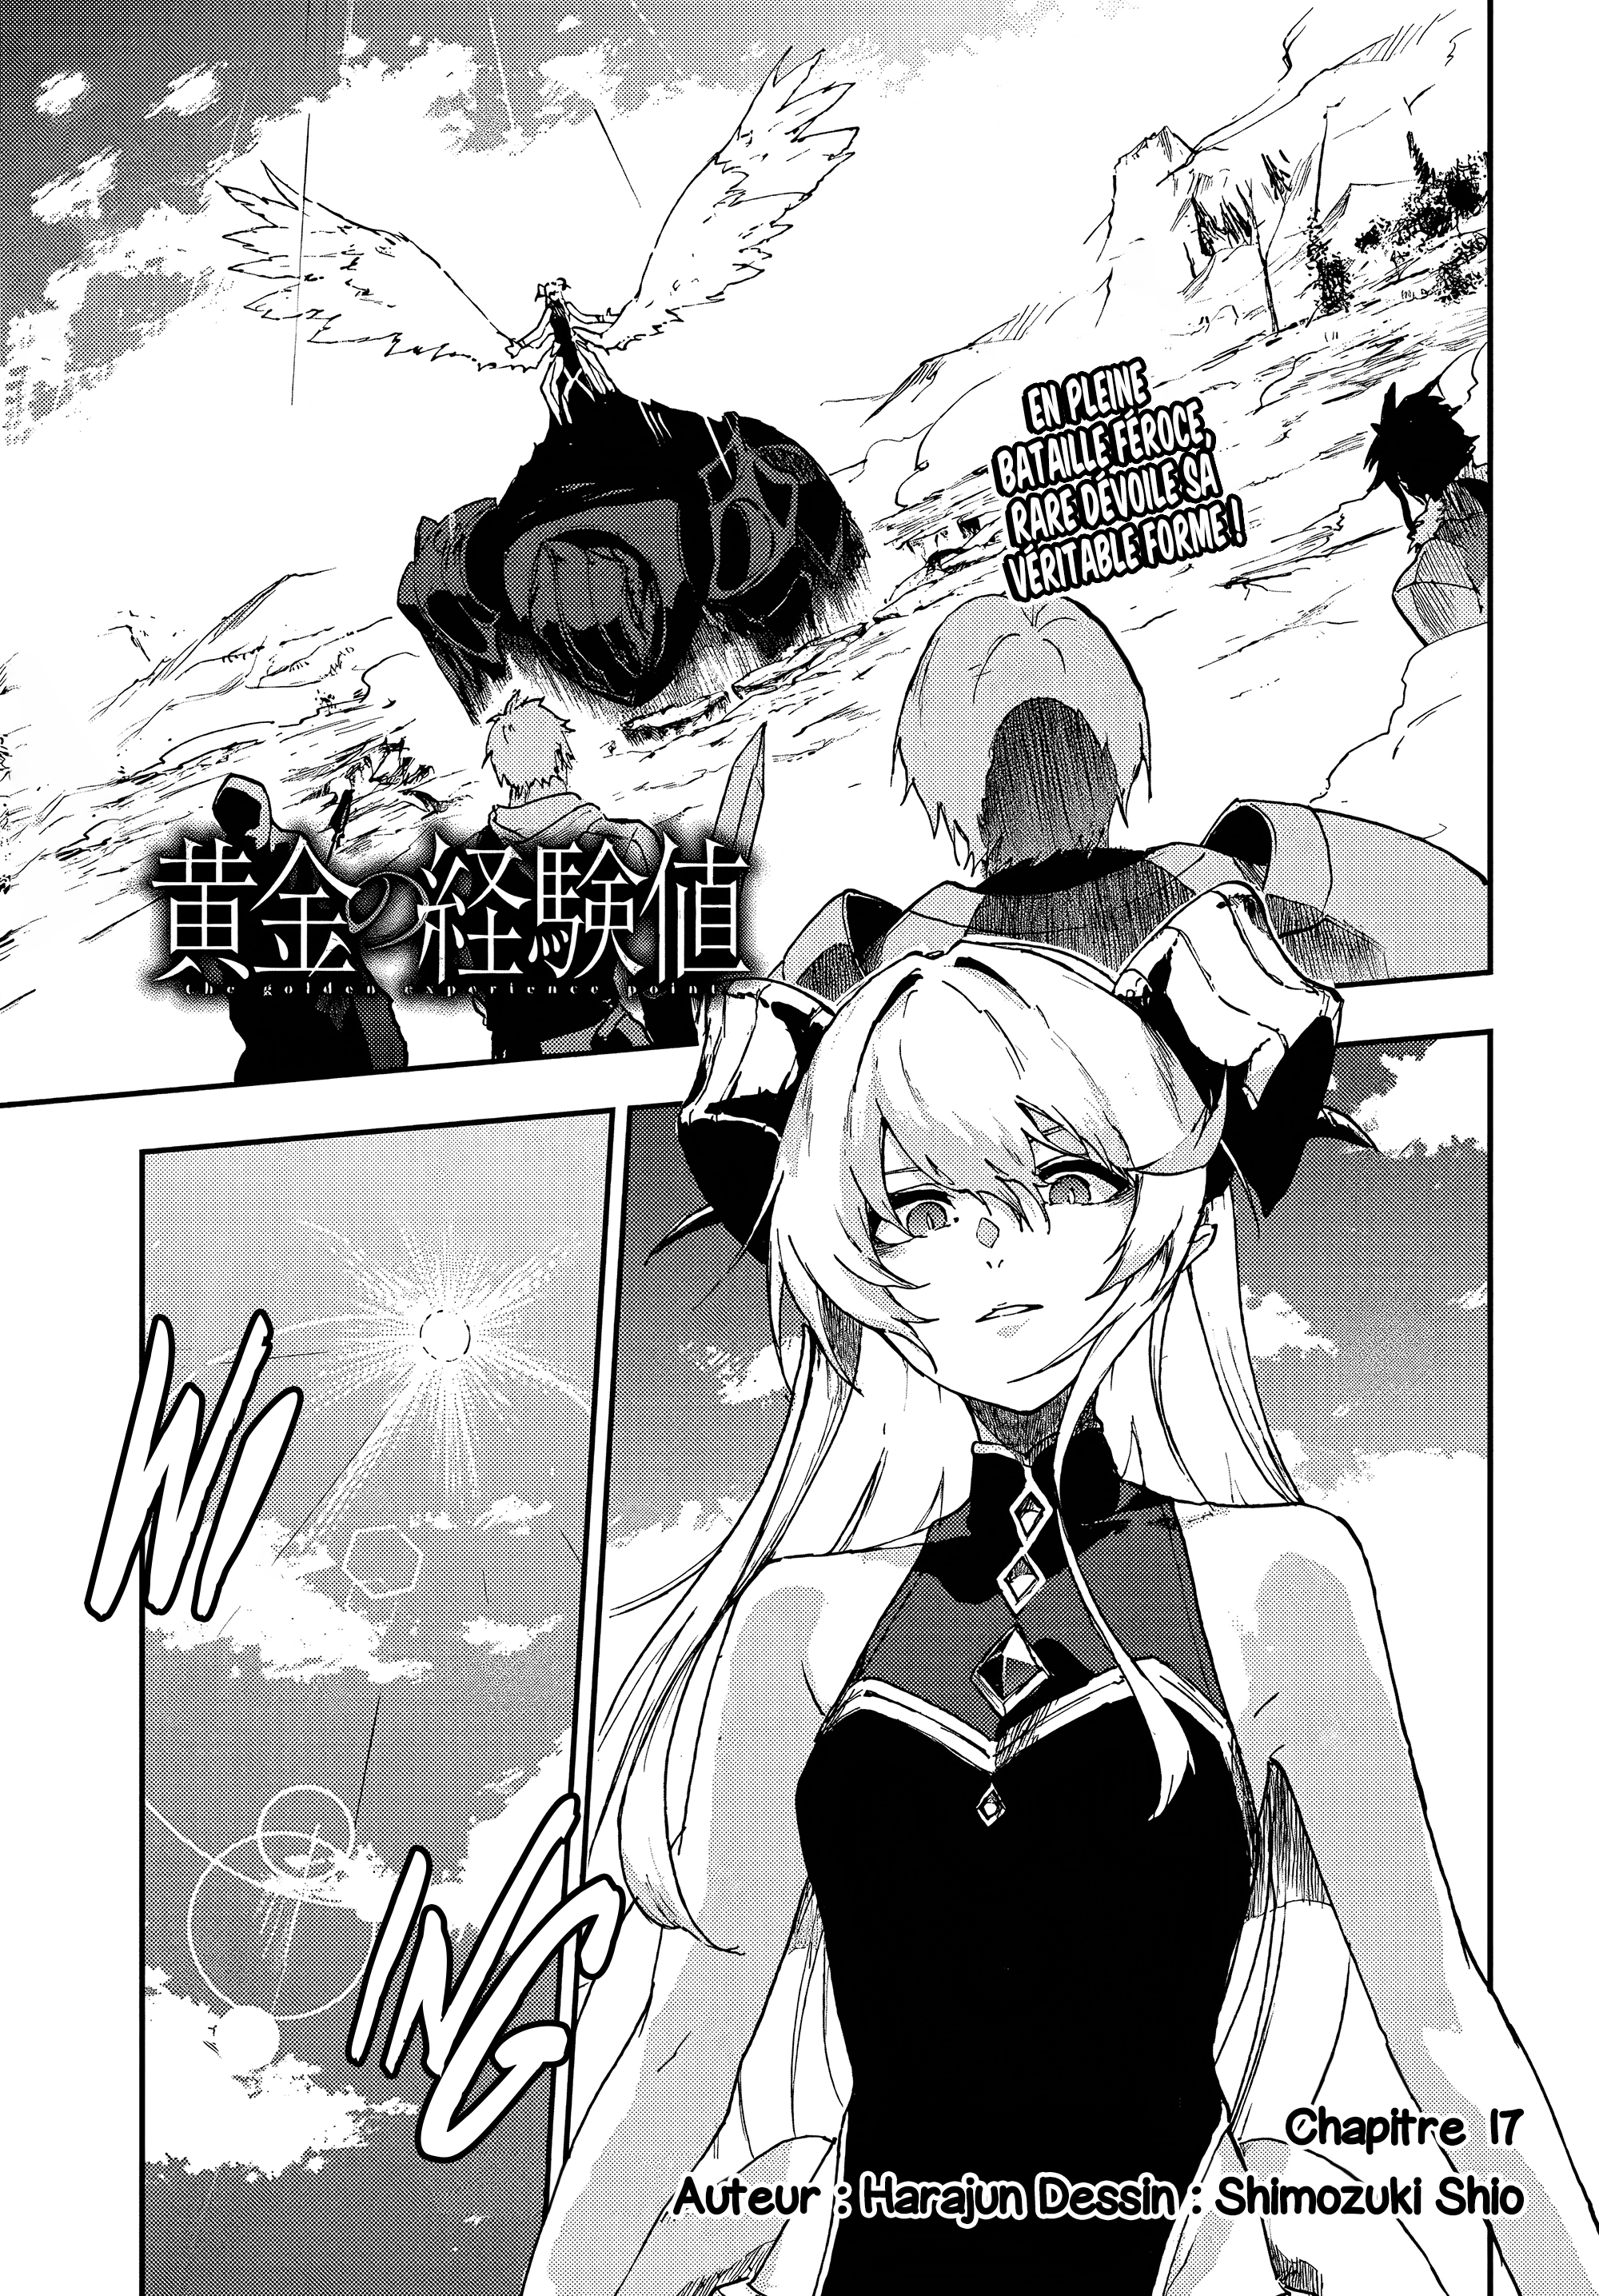 EN PLEINE
BATAILLE FÉROCE,
RARE DÉVOILE SA
VÉRITABLE FORME !
黄金の経験値
the golden experience point
WI
ING
Chapitre 17
Auteur : Harajun Dessin : Shimozuki Shio